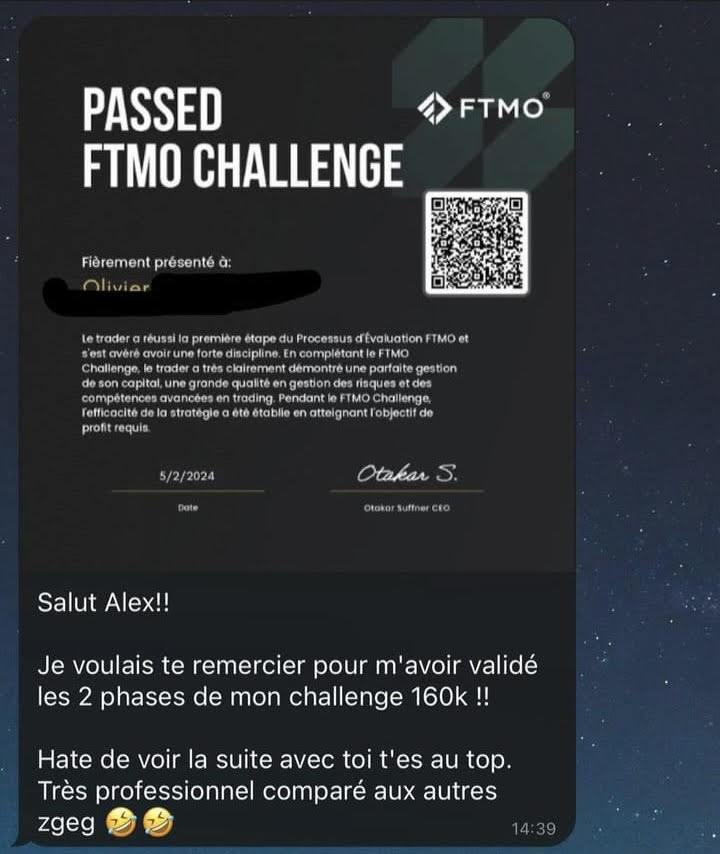 PASSED
FTMO®
FTMO CHALLENGE
Fièrement présenté à:
Olivier
Le trader a réussi la première étape du Processus d'Évaluation FTMO et
s'est avéré avoir une forte discipline. En complétant le FTMO
Challenge, le trader a très clairement démontré une parfaite gestion
de son capital, une grande qualité en gestion des risques et des
compétences avancées en trading. Pendant le FTMO Challenge,
l'efficacité de la stratégie a été établie en atteignant l'objectif de
profit requis.
5/2/2024
Otakar S.
Date
Otakar Suffner CEO
Salut Alex!!
Je voulais te remercier pour m'avoir validé
les 2 phases de mon challenge 160k !!
Hate de voir la suite avec toi t'es au top.
Très professionnel comparé aux autres
zgeg 🤣🤣
14:39